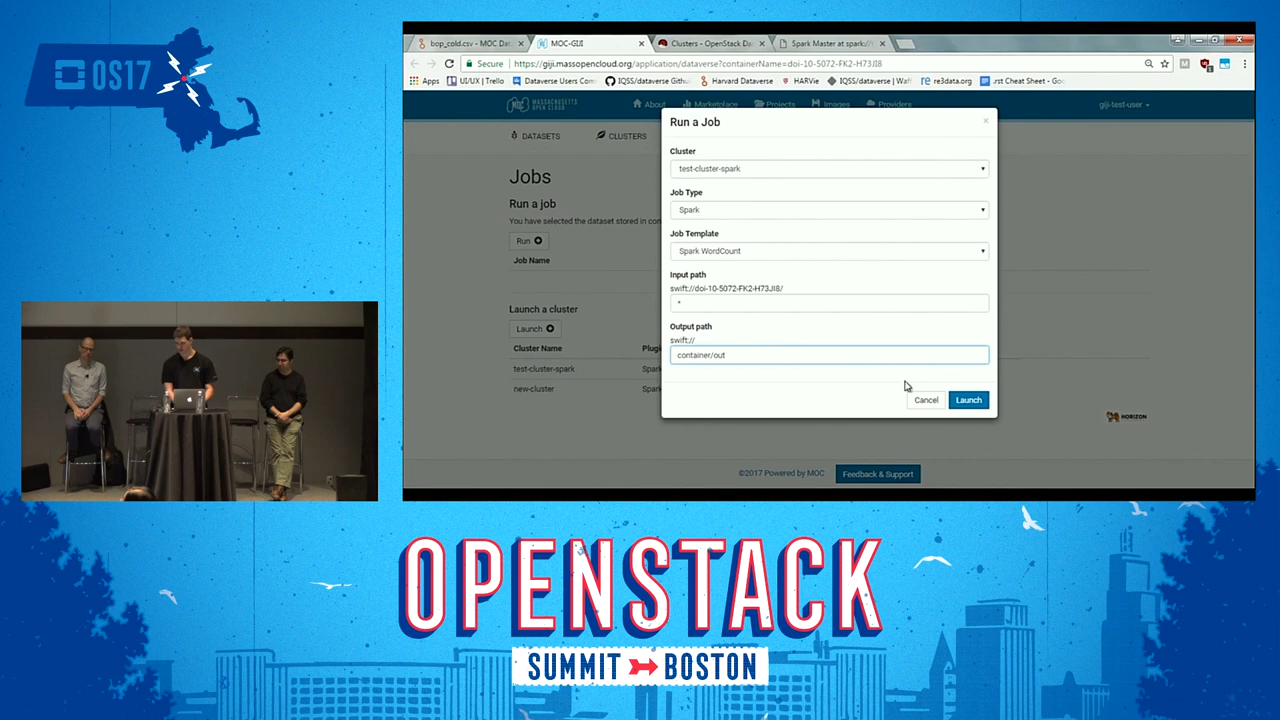 OS17
bop_cold.csv - MOC Dat
MOC-GIJI
Clusters - OpenStack Da
Spark Master at spark://
Secure
https://giji.massopencloud.org/application/dataverse?containerName=doi-10-5072-FK2-H73JI8
Apps
UI/UX | Trello
Dataverse Users Com
IQSS/dataverse Githu
Harvard Dataverse
HARVie
IQSS/dataverse | Waff
re3data.org
.rst Cheat Sheet - Goo
MASSACHUSETTS
OPEN CLOUD
About
Marketplace
Projects
Images
Providers
giji-test-user
DATASETS
CLUSTERS
Jobs
Run a job
You have selected the dataset stored in con
Run
Job Name
Launch a cluster
Launch
Cluster Name
Plugi
test-cluster-spark
Spark
new-cluster
Spark
Run a Job
×
Cluster
test-cluster-spark
Job Type
Spark
Job Template
Spark WordCount
Input path
swift://doi-10-5072-FK2-H73JI8/
*
Output path
swift://
container/out
Cancel
Launch
HORIZON
©2017 Powered by MOC
Feedback & Support
OPENSTACK
SUMMIT BOSTON